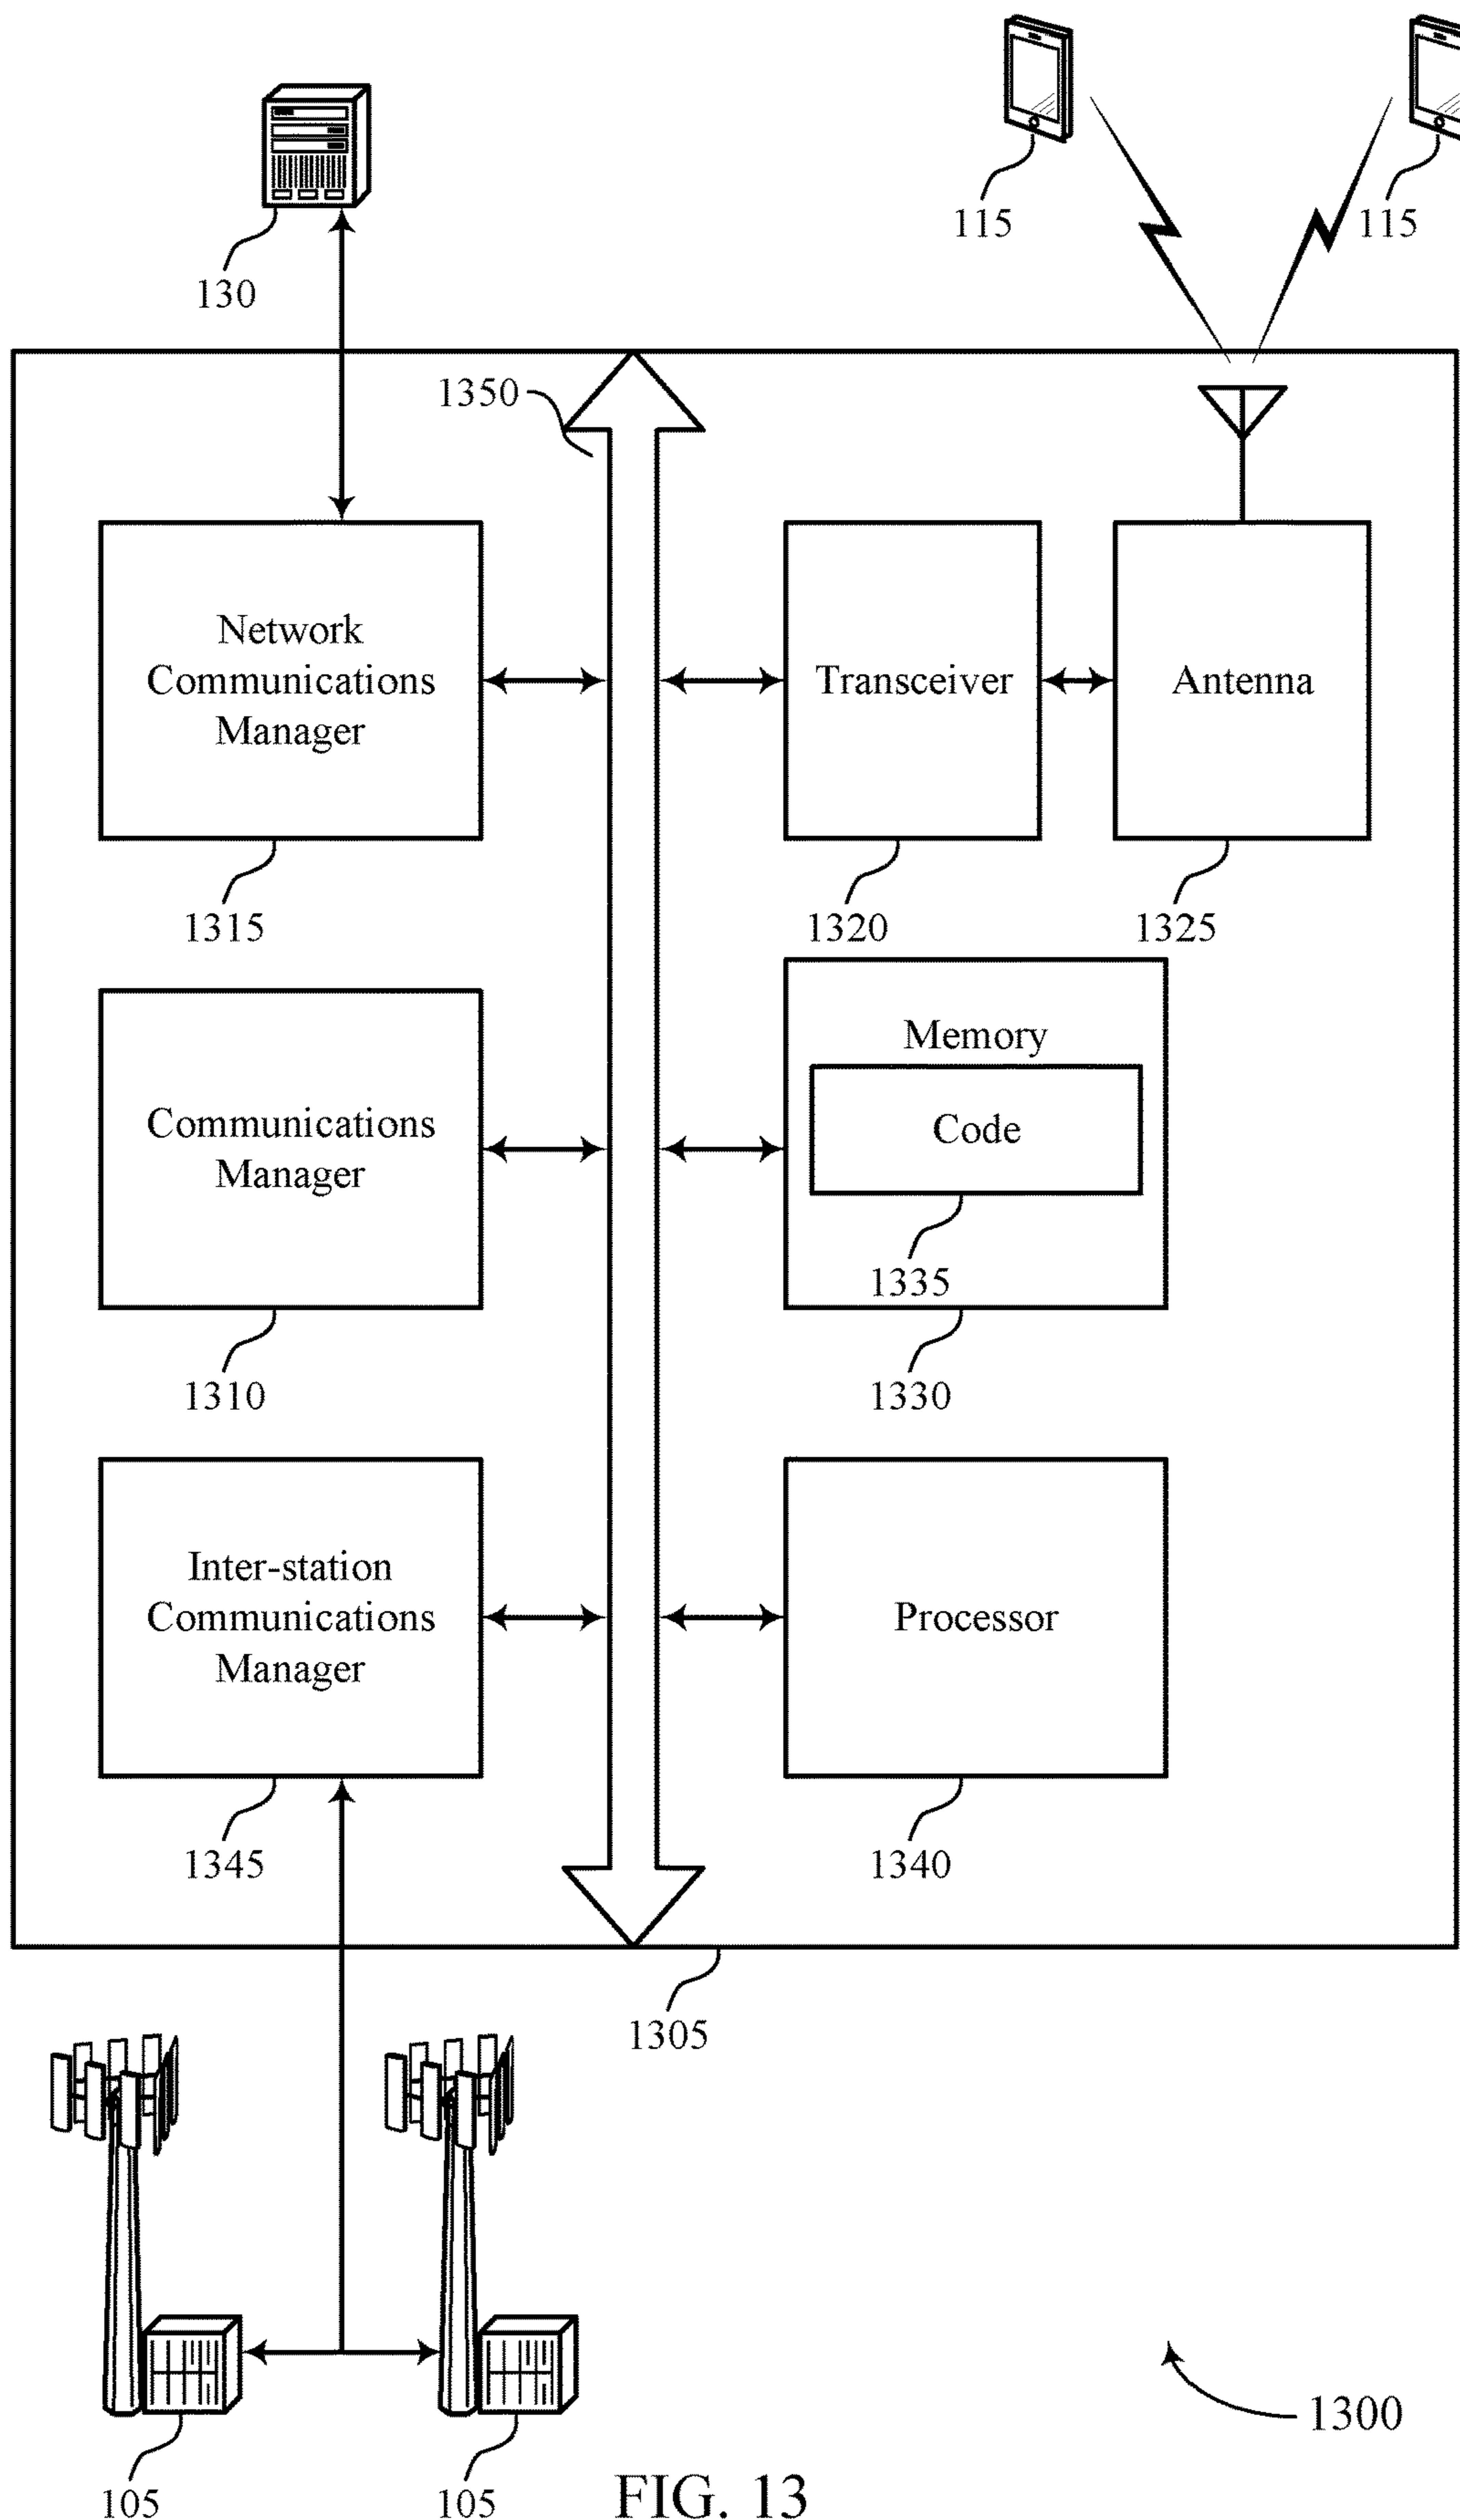 115
115
130
1350
Network
Communications
Manager
Transceiver
Antenna
1315
1320
1325
Communications
Manager
Memory
Code
1335
1310
1330
Inter-station
Communications
Manager
Processor
1345
1340
1305
1300
105
105
FIG. 13